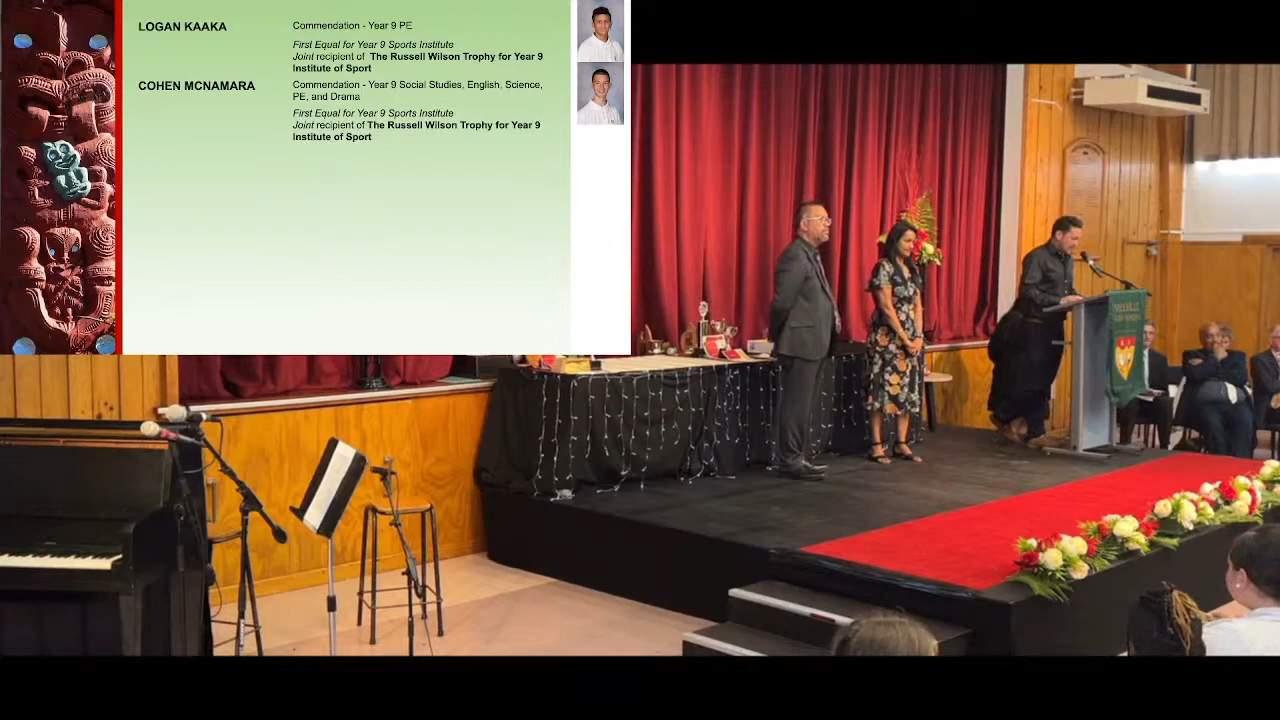 LOGAN KAAKA
Commendation - Year 9 PE
First Equal for Year 9 Sports Institute
Joint recipient of The Russell Wilson Trophy for Year 9
Institute of Sport
COHEN MCNAMARA
Commendation - Year 9 Social Studies, English, Science,
PE, and Drama
First Equal for Year 9 Sports Institute
Joint recipient of The Russell Wilson Trophy for Year 9
Institute of Sport